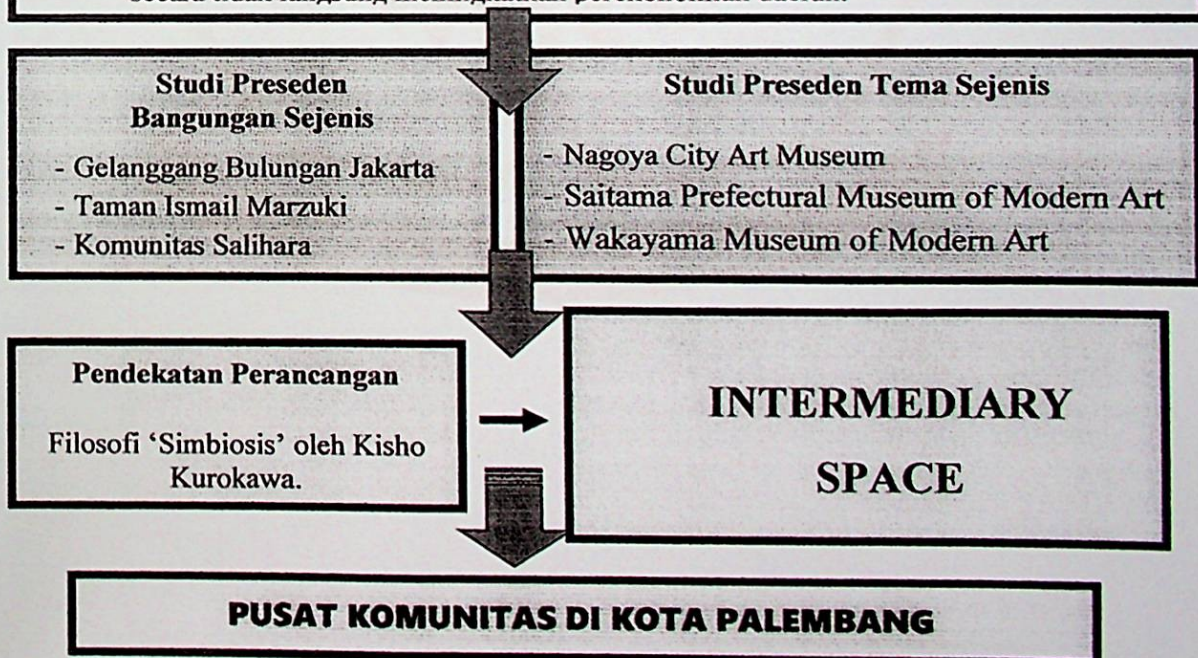 Studi Preseden
Bangungan Sejenis
- Gelanggang Bulungan Jakarta
- Taman Ismail Marzuki
- Komunitas Salihara
Studi Preseden Tema Sejenis
- Nagoya City Art Museum
- Saitama Prefectural Museum of Modern Art
- Wakayama Museum of Modern Art
Pendekatan Perancangan
Filosofi ‘Simbiosis’ oleh Kisho
Kurokawa.
INTERMEDIARY
SPACE
PUSAT KOMUNITAS DI KOTA PALEMBANG